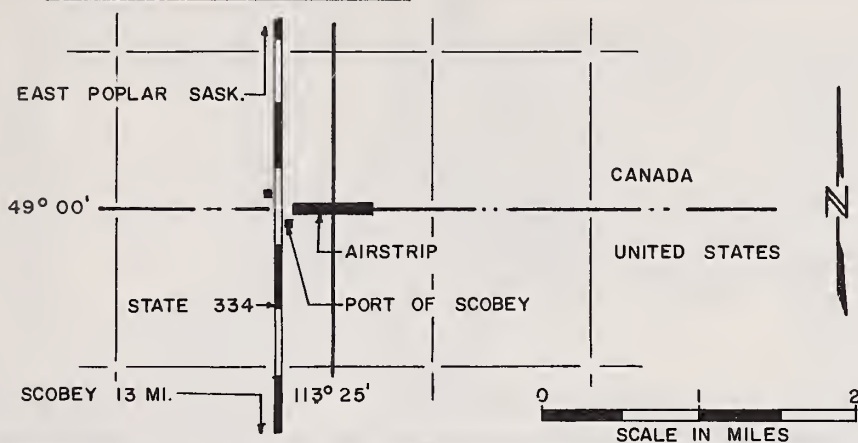 EAST POPLAR SASK.
CANADA
49° 00'
AIRSTRIP
UNITED STATES
STATE 334
PORT OF SCOBEY
N
SCOBEY 13 MI.
113° 25'
0 1 2
SCALE IN MILES